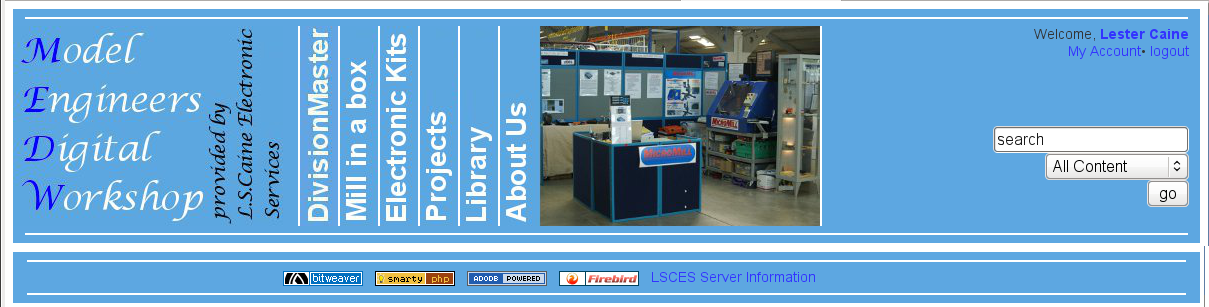 Model
Engineers
Digital
Workshop
provided by
L.S.Caine Electronic
Services
DivisionMaster
Mill in a box
Electronic Kits
Projects
Library
About Us
MICROMILL
MICROMILL
Welcome, Lester Caine
My Account• logout
search
All Content
go
bitweaver
smarty php
ADODB POWERED
Firebird
LSCES Server Information